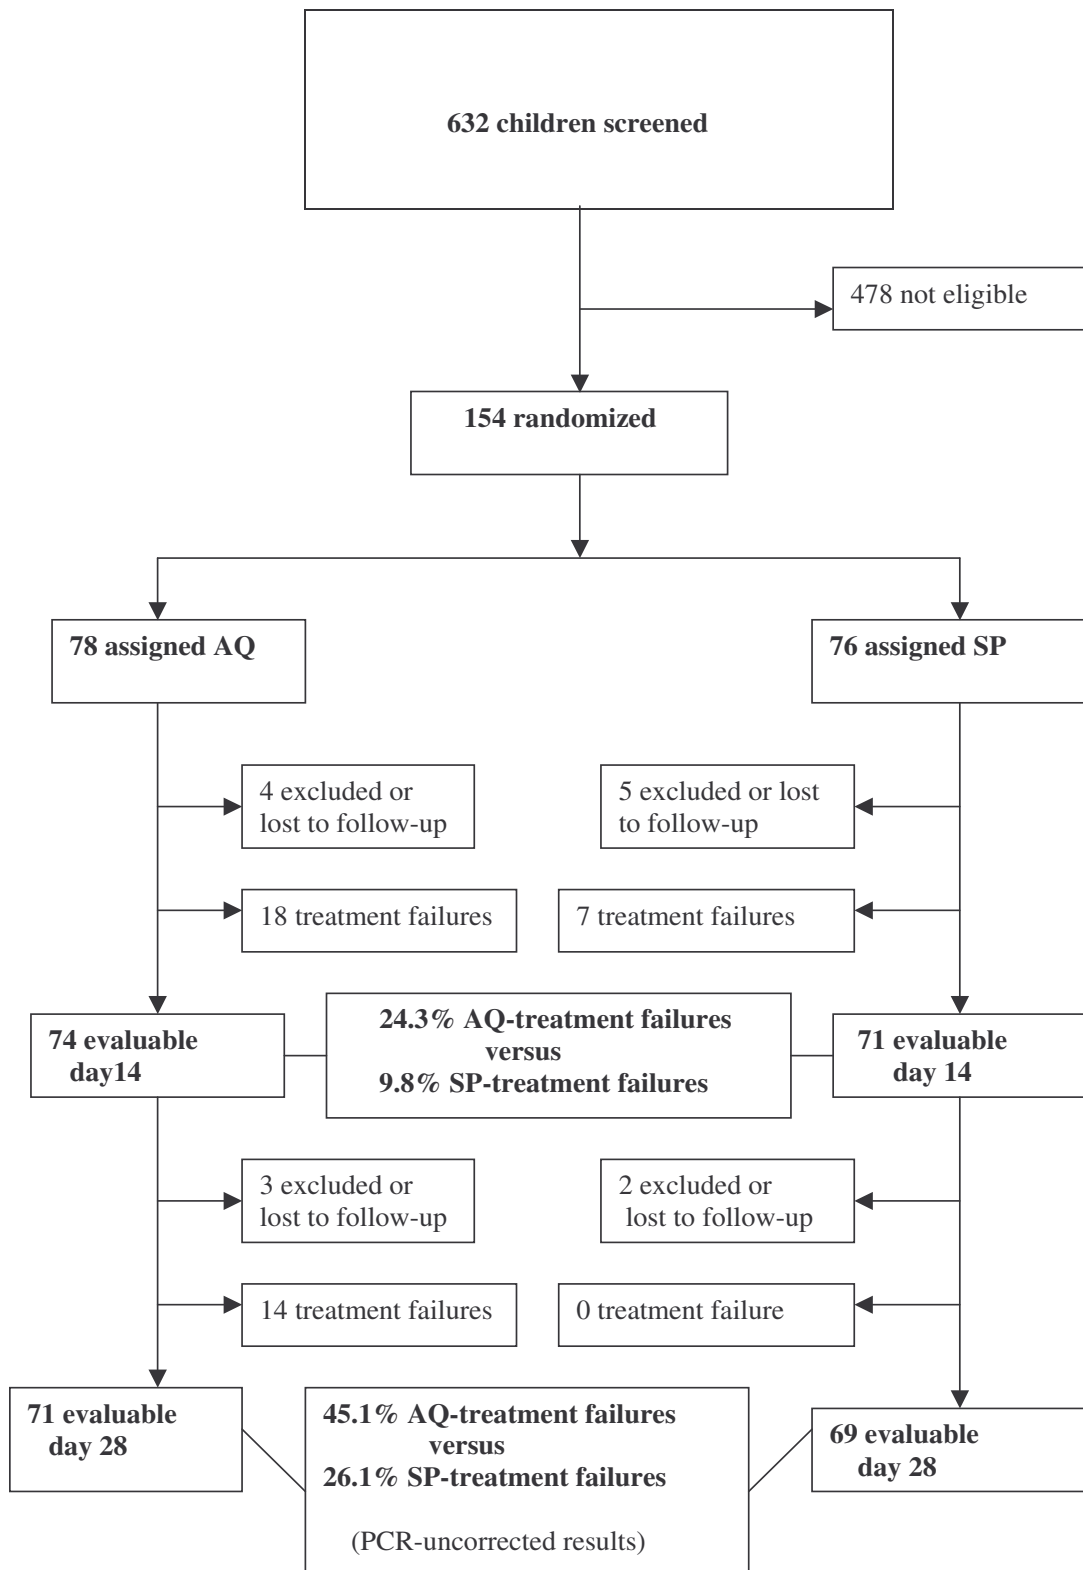 632 children screened
478 not eligible
154 randomized
78 assigned AQ
76 assigned SP
4 excluded or
lost to follow-up
5 excluded or lost
to follow-up
18 treatment failures
7 treatment failures
74 evaluable
day14
24.3% AQ-treatment failures
versus
9.8% SP-treatment failures
71 evaluable
day 14
3 excluded or
lost to follow-up
2 excluded or
lost to follow-up
14 treatment failures
0 treatment failure
71 evaluable
day 28
45.1% AQ-treatment failures
versus
26.1% SP-treatment failures
(PCR-uncorrected results)
69 evaluable
day 28